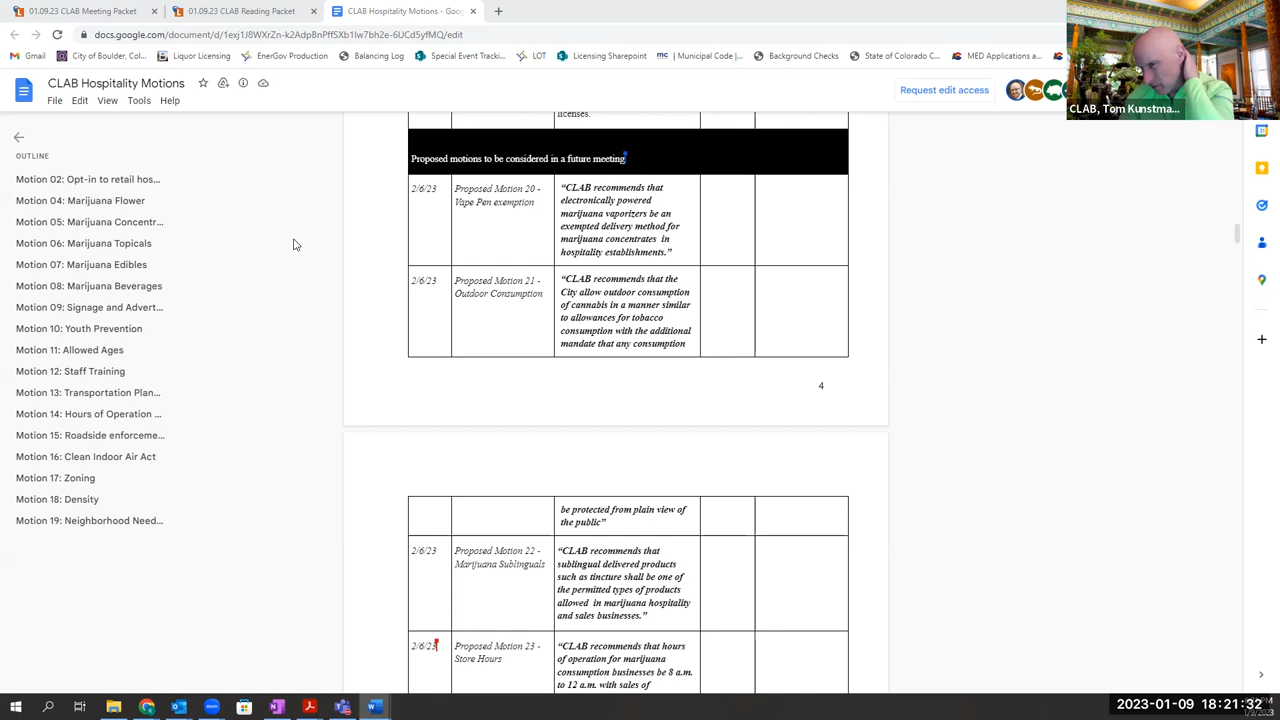 01.09.23 CLAB Meeting Packet
01.09.23 CLAB Reading Packet
CLAB Hospitality Motions - Goog
docs.google.com/document/d/1exj1J8WXrZn-k2AdpBnPffSXb1Iw7bh2e-6UCd5yfMQ/edit
Gmail
City of Boulder, Col...
EnerGov Production
Balancing Log
Special Event Tracki...
LOT
Licensing Sharepoint
Liquor Licensing
| Municipal Code |...
Background Checks
State of Colorado C...
MED Applications a
CLAB Hospitality Motions
File Edit View Tools Help
Request edit access
CLAB, Tom Kunstma...
OUTLINE
Motion 02: Opt-in to retail hos...
Motion 04: Marijuana Flower
Motion 05: Marijuana Concentr...
Motion 06: Marijuana Topicals
Motion 07: Marijuana Edibles
Motion 08: Marijuana Beverages
Motion 09: Signage and Advert...
Motion 10: Youth Prevention
Motion 11: Allowed Ages
Motion 12: Staff Training
Motion 13: Transportation Plan...
Motion 14: Hours of Operation ...
Motion 15: Roadside enforceme...
Motion 16: Clean Indoor Air Act
Motion 17: Zoning
Motion 18: Density
Motion 19: Neighborhood Need...
licenses.
Proposed motions to be considered in a future meeting
2/6/23
Proposed Motion 20 -
Vape Pen exemption
“CLAB recommends that
electronically powered
marijuana vaporizers be an
exempted delivery method for
marijuana concentrates in
hospitality establishments.”
2/6/23
Proposed Motion 21 -
Outdoor Consumption
“CLAB recommends that the
City allow outdoor consumption
of cannabis in a manner similar
to allowances for tobacco
consumption with the additional
mandate that any consumption
4
be protected from plain view of
the public”
2/6/23
Proposed Motion 22 -
Marijuana Sublinguals
“CLAB recommends that
sublingual delivered products
such as tincture shall be one of
the permitted types of products
allowed in marijuana hospitality
and sales businesses.”
2/6/23
Proposed Motion 23 -
Store Hours
“CLAB recommends that hours
of operation for marijuana
consumption businesses be 8 a.m.
to 12 a.m. with sales of
2023-01-09 18:21:32